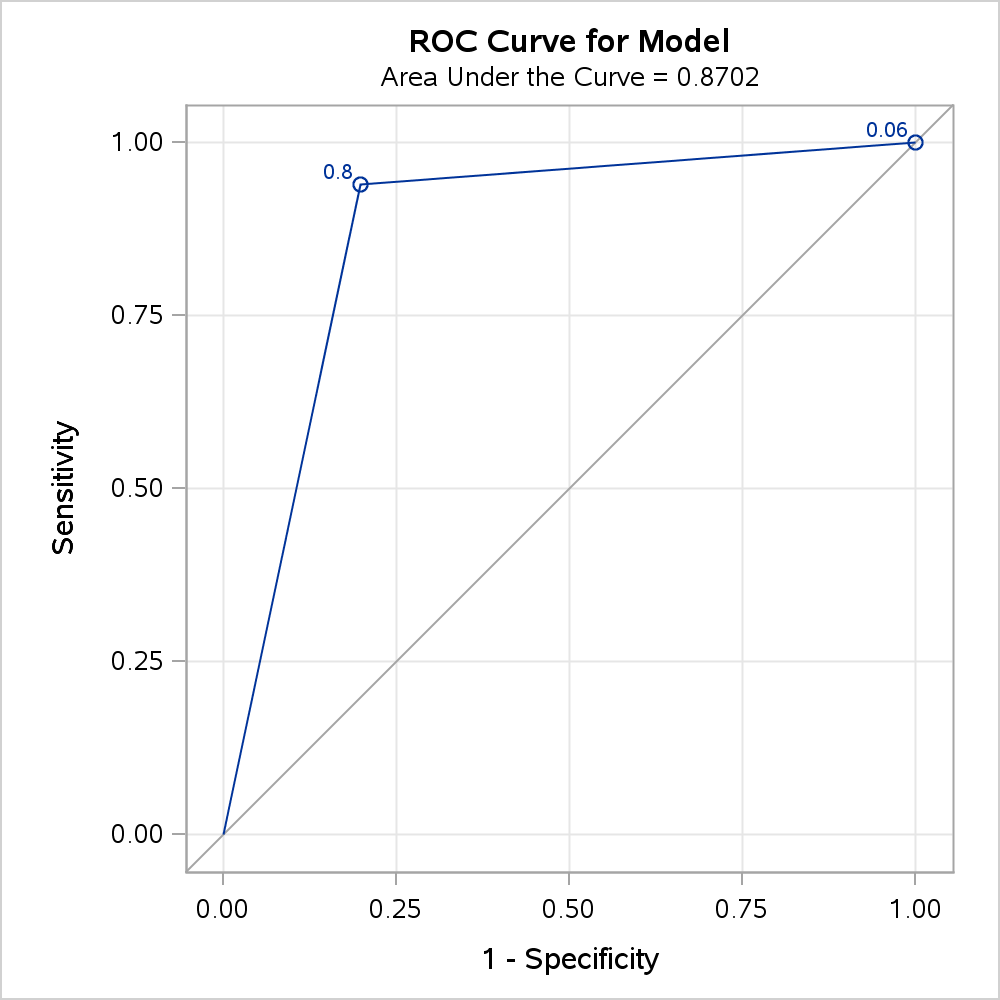 ROC Curve for Model
Area Under the Curve = 0.8702
1.00
0.75
0.50
0.25
0.00
Sensitivity
0.8
0.06
0.00 0.25 0.50 0.75 1.00
1 - Specificity